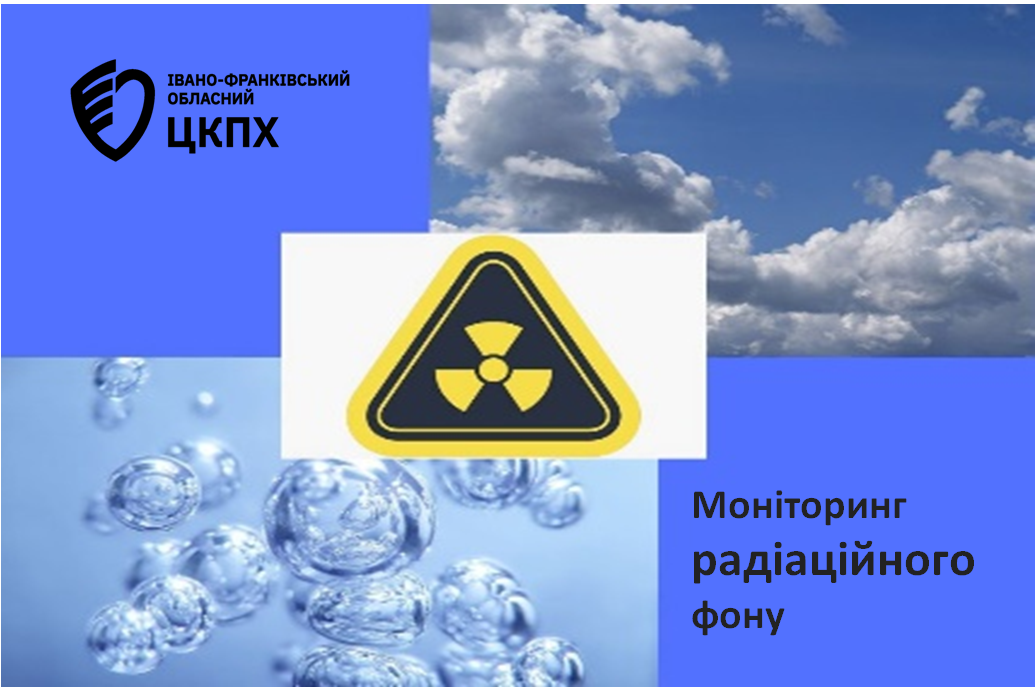 ІВАНО-ФРАНКІВСЬКИЙ
ОБЛАСНИЙ
ЦКПХ
Моніторинг
радіаційного
фону